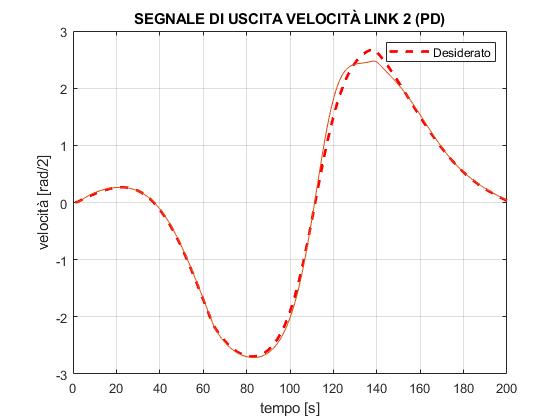 SEGNALE DI USCITA VELOCITÀ LINK 2 (PD)
3
2
1
0
-1
-2
-3
velocità [rad/2]
Desiderato
0 20 40 60 80 100 120 140 160 180 200
tempo [s]